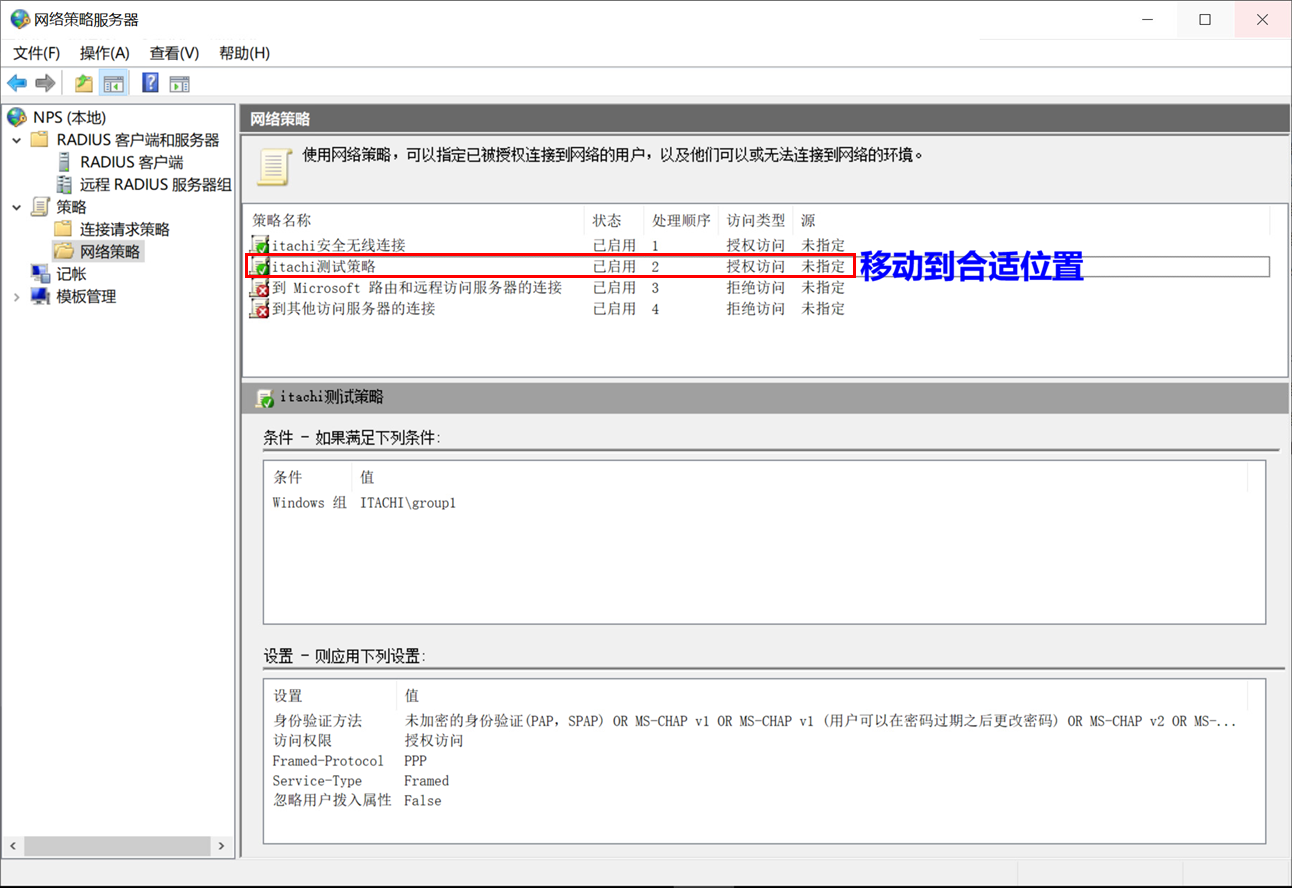 网络策略服务器
文件(F) 操作(A) 查看(V) 帮助(H)
NPS (本地)
RADIUS 客户端和服务器
RADIUS 客户端
远程 RADIUS 服务器组
策略
连接请求策略
网络策略
记帐
模板管理
网络策略
使用网络策略，可以指定已被授权连接到网络的用户，以及他们可以或无法连接到网络的环境。
策略名称 状态 处理顺序 访问类型 源
itachi安全无线连接 已启用 1 授权访问 未指定
itachi测试策略 已启用 2 授权访问 未指定 移动到合适位置
到 Microsoft 路由和远程访问服务器的连接 已启用 3 拒绝访问 未指定
到其他访问服务器的连接 已启用 4 拒绝访问 未指定
itachi测试策略
条件 - 如果满足下列条件:
条件 值
Windows 组 ITACHI\group1
设置 - 则应用下列设置:
设置 值
身份验证方法 未加密的身份验证(PAP, SPAP) OR MS-CHAP v1 OR MS-CHAP v1 (用户可以在密码过期之后更改密码) OR MS-CHAP v2 OR MS-...
访问权限 授权访问
Framed-Protocol PPP
Service-Type Framed
忽略用户拨入属性 False